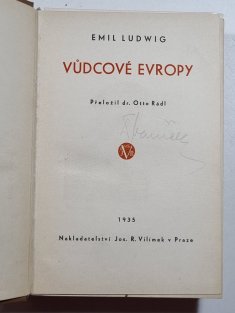 EMIL LUDWIG
VŮDCOVÉ EVROPY
Přeložil dr. Otto Rádl
1935
Nakladatelství Jos. R. Vilímek v Praze